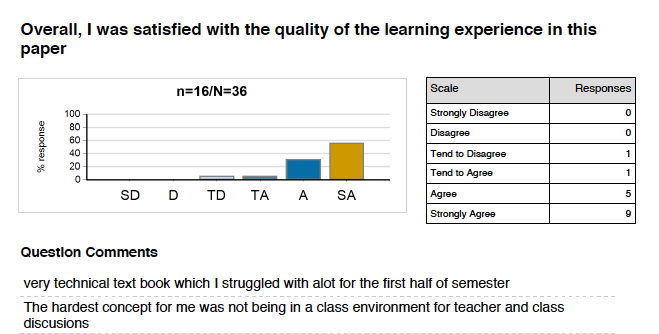 Overall, I was satisfied with the quality of the learning experience in this
paper
n=16/N=36
% response
100
80
60
40
20
0
SD D TD TA A SA
Scale Responses
Strongly Disagree 0
Disagree 0
Tend to Disagree 1
Tend to Agree 1
Agree 5
Strongly Agree 9
Question Comments
very technical text book which I struggled with alot for the first half of semester
The hardest concept for me was not being in a class environment for teacher and class
discusions